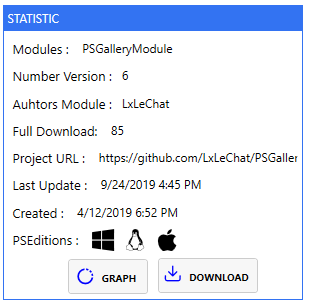 STATISTIC
Modules : PSGalleryModule
Number Version : 6
Auhtors Module : LxLeChat
Full Download: 85
Project URL : https://github.com/LxLeChat/PSGaller
Last Update : 9/24/2019 4:45 PM
Created : 4/12/2019 6:52 PM
PSEditions :
GRAPH DOWNLOAD